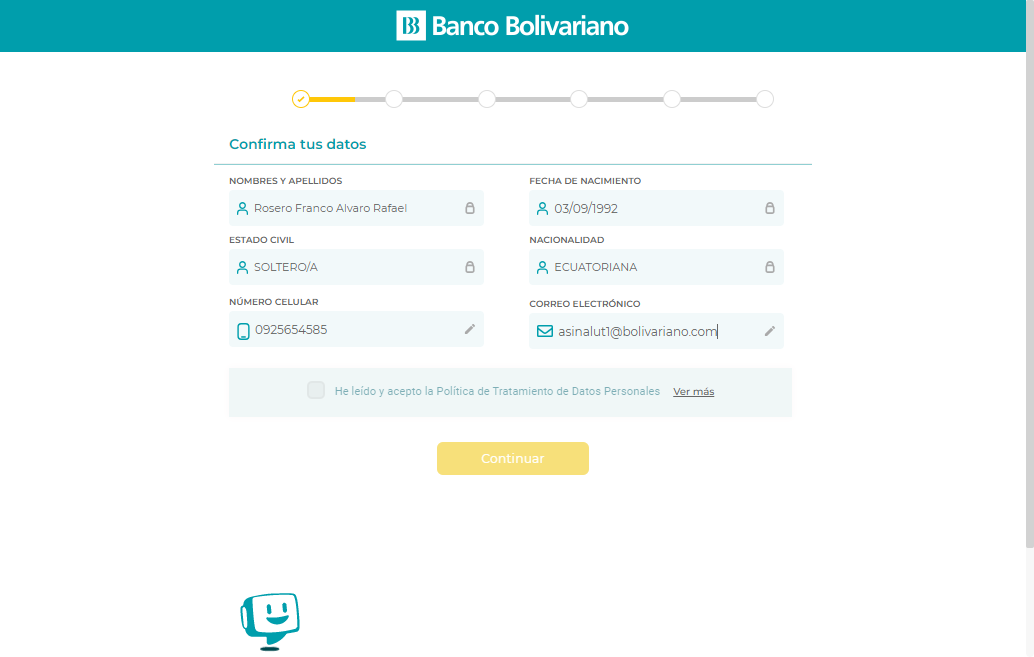 Banco Bolivariano
Confirma tus datos
NOMBRES Y APELLIDOS
Rosero Franco Alvaro Rafael
FECHA DE NACIMIENTO
03/09/1992
ESTADO CIVIL
SOLTERO/A
NACIONALIDAD
ECUATORIANA
NÚMERO CELULAR
0925654585
CORREO ELECTRÓNICO
asinalut1@bolivariano.com
He leído y acepto la Política de Tratamiento de Datos Personales Ver más
Continuar